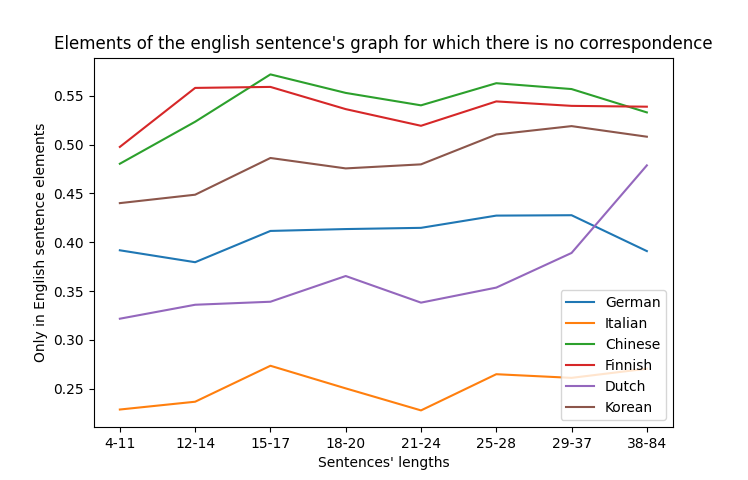 Elements of the english sentence's graph for which there is no correspondence
Only in English sentence elements
0.55
0.50
0.45
0.40
0.35
0.30
0.25
4-11
12-14
15-17
18-20
21-24
25-28
29-37
38-84
Sentences' lengths
German
Italian
Chinese
Finnish
Dutch
Korean